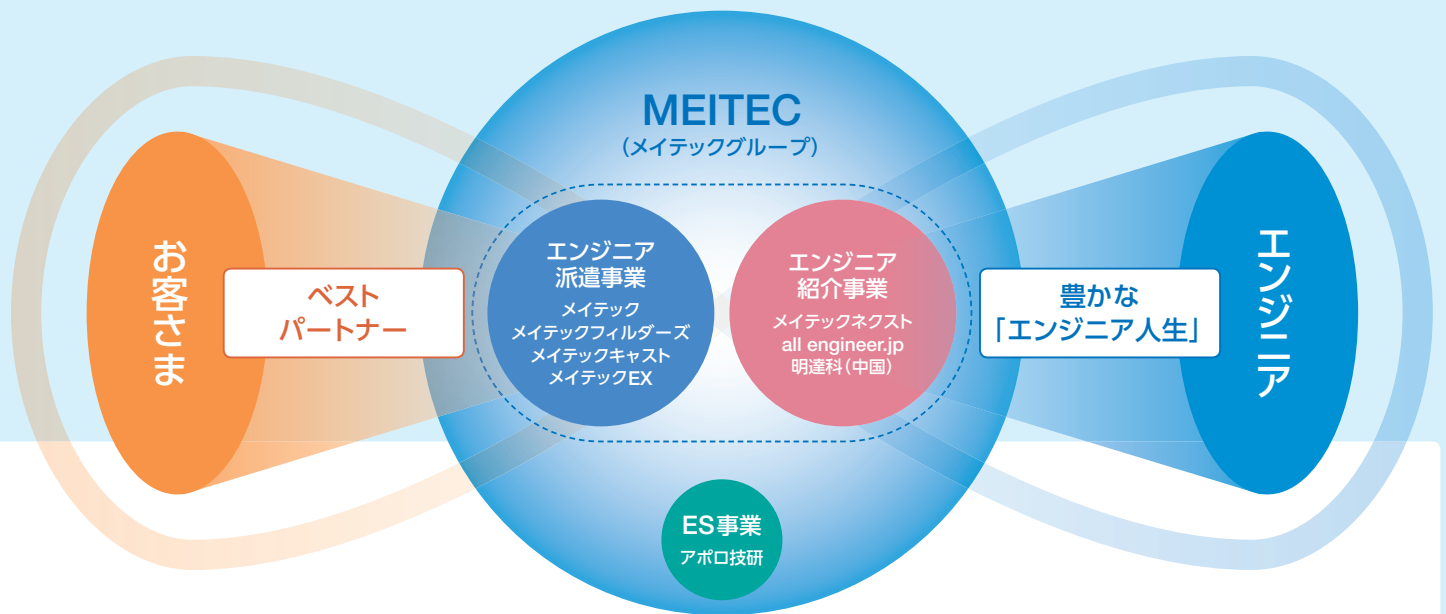 MEITEC
（メイテックグループ）
お客さま
ベスト
パートナー
エンジニア
派遣事業
メイテック
メイテックフィルダーズ
メイテックキャスト
メイテックEX
エンジニア
紹介事業
メイテックネクスト
all engineer.jp
明達科（中国）
豊かな
「エンジニア人生」
エンジニア
ES事業
アポロ技研